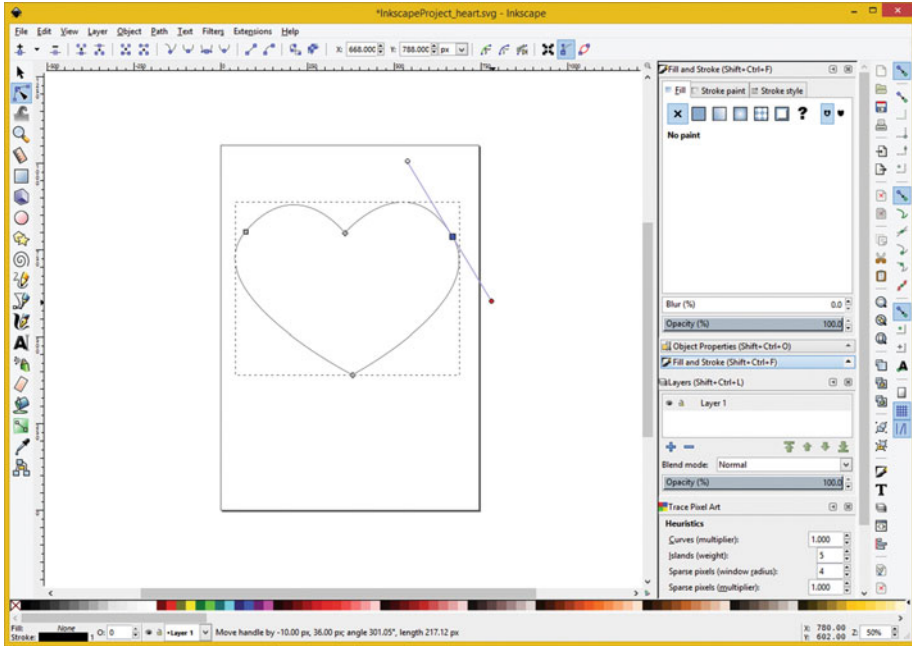 *InkscapeProject_heart.svg - Inkscape
File Edit View Layer Object Path Text Filters Extensions Help
X: 668.000 Y: 788.000 px
Fill and Stroke (Shift+Ctrl+F)
Fill Stroke paint Stroke style
?
No paint
Blur (%) 0.0
Opacity (%) 100.0
Object Properties (Shift+Ctrl+O)
Fill and Stroke (Shift+Ctrl+F)
Layers (Shift+Ctrl+L)
Layer 1
Blend mode: Normal
Opacity (%) 100.0
Trace Pixel Art
Heuristics
Curves (multiplier): 1.000
Islands (weight): 5
Sparse pixels (window radius): 4
Sparse pixels (multiplier): 1.000
Fill: None
Stroke: 1 O: 0 •Layer 1 Move handle by -10.00 px, 36.00 px; angle 301.05°, length 217.12 px
X: 780.00
Y: 602.00 Z: 50%